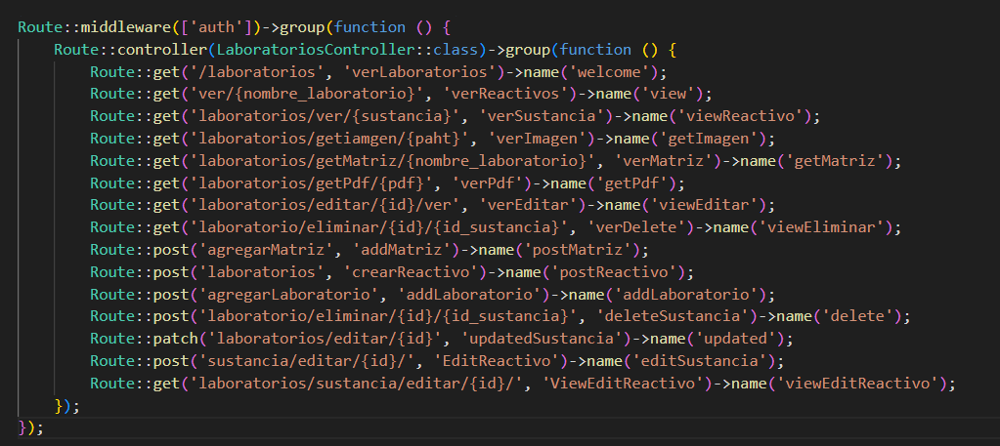 Route::middleware(['auth'])->group(function () {
    Route::controller(LaboratoriosController::class)->group(function () {
        Route::get('/laboratorios', 'verLaboratorios')->name('welcome');
        Route::get('ver/{nombre_laboratorio}', 'verReactivos')->name('view');
        Route::get('laboratorios/ver/{sustancia}', 'verSustancia')->name('viewReactivo');
        Route::get('laboratorios/getiamgen/{paht}', 'verImagen')->name('getImagen');
        Route::get('laboratorios/getMatriz/{nombre_laboratorio}', 'verMatriz')->name('getMatriz');
        Route::get('laboratorios/getPdf/{pdf}', 'verPdf')->name('getPdf');
        Route::get('laboratorios/editar/{id}/ver', 'verEditar')->name('viewEditar');
        Route::get('laboratorio/eliminar/{id}/{id_sustancia}', 'verDelete')->name('viewEliminar');
        Route::post('agregarMatriz', 'addMatriz')->name('postMatriz');
        Route::post('laboratorios', 'crearReactivo')->name('postReactivo');
        Route::post('agregarLaboratorio', 'addLaboratorio')->name('addLaboratorio');
        Route::post('laboratorio/eliminar/{id}/{id_sustancia}', 'deleteSustancia')->name('delete');
        Route::patch('laboratorios/editar/{id}', 'updatedSustancia')->name('updated');
        Route::post('sustancia/editar/{id}/', 'EditReactivo')->name('editSustancia');
        Route::get('laboratorios/sustancia/editar/{id}/', 'ViewEditReactivo')->name('viewEditReactivo');
    });
});